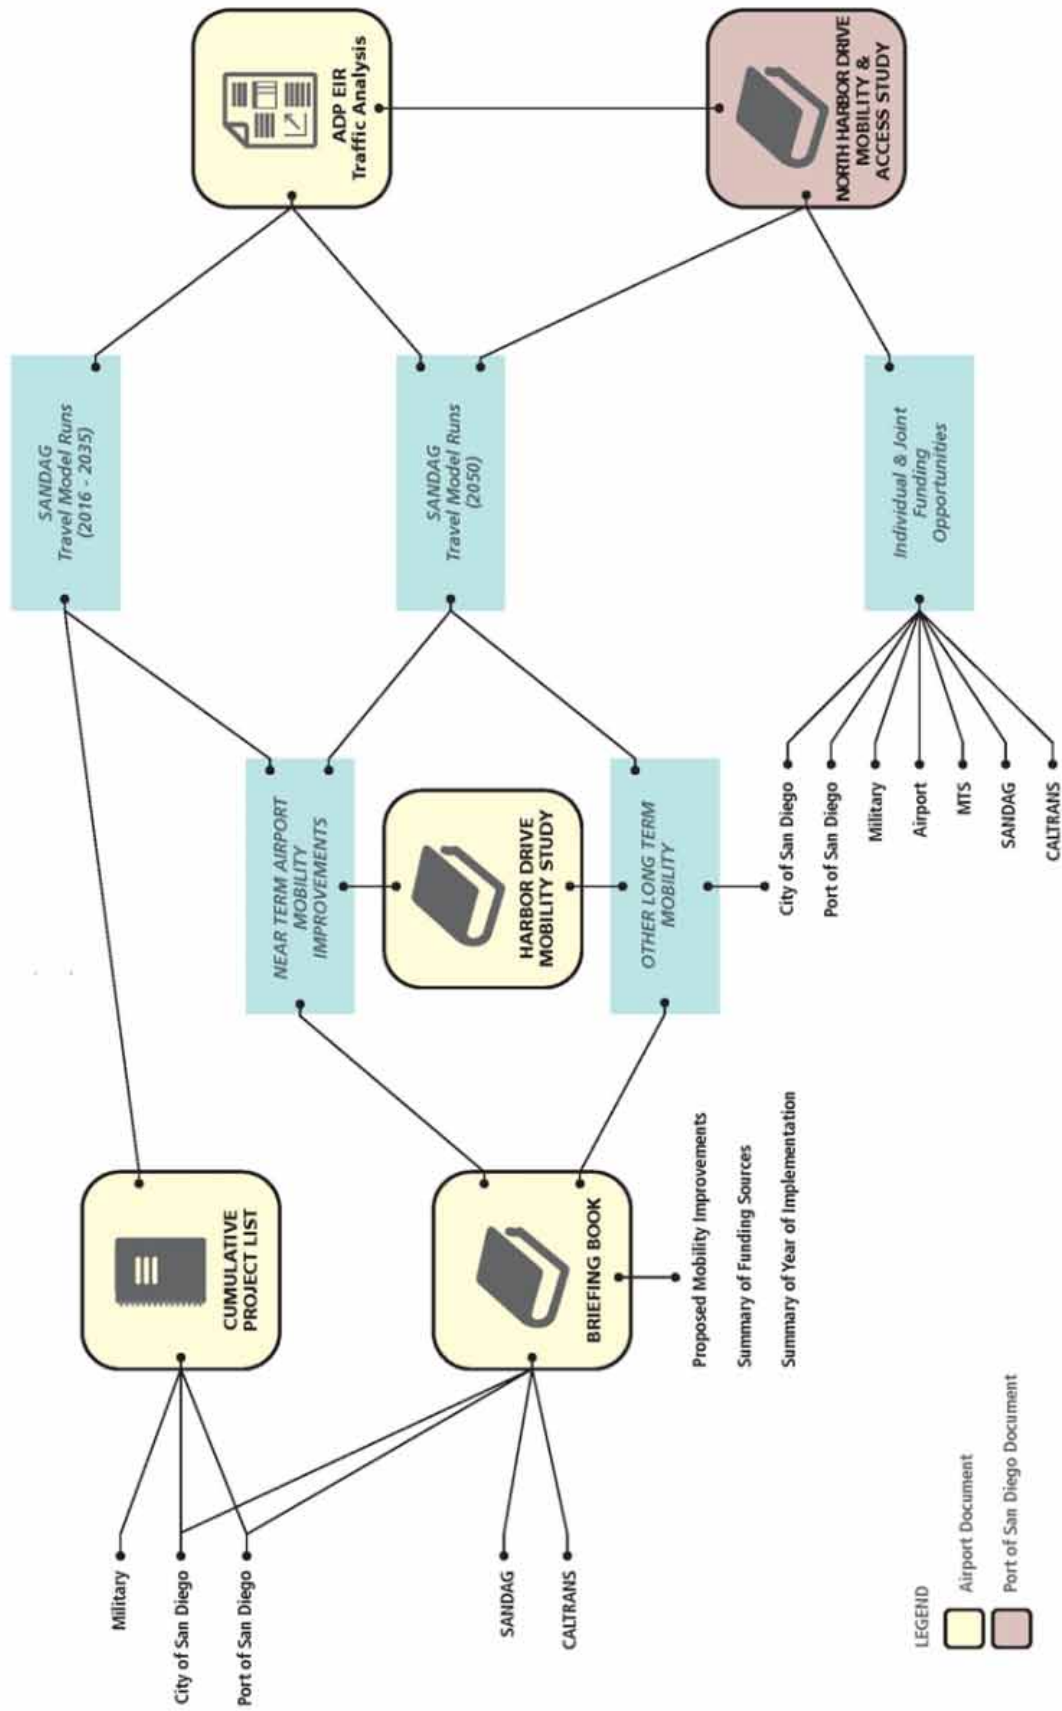 Military
City of San Diego
Port of San Diego
SANDAG
CALTRANS
CUMULATIVE
PROJECT LIST
BRIEFING BOOK
Proposed Mobility Improvements
Summary of Funding Sources
Summary of Year of Implementation
NEAR TERM AIRPORT
MOBILITY
IMPROVEMENTS
HARBOR DRIVE
MOBILITY STUDY
OTHER LONG TERM
MOBILITY
City of San Diego
Port of San Diego
Military
Airport
MTS
SANDAG
CALTRANS
SANDAG
Travel Model Runs
(2016 - 2035)
SANDAG
Travel Model Runs
(2050)
Individual & Joint
Funding
Opportunities
ADP EIR
Traffic Analysis
NORTH HARBOR DRIVE
MOBILITY &
ACCESS STUDY
LEGEND
Airport Document
Port of San Diego Document